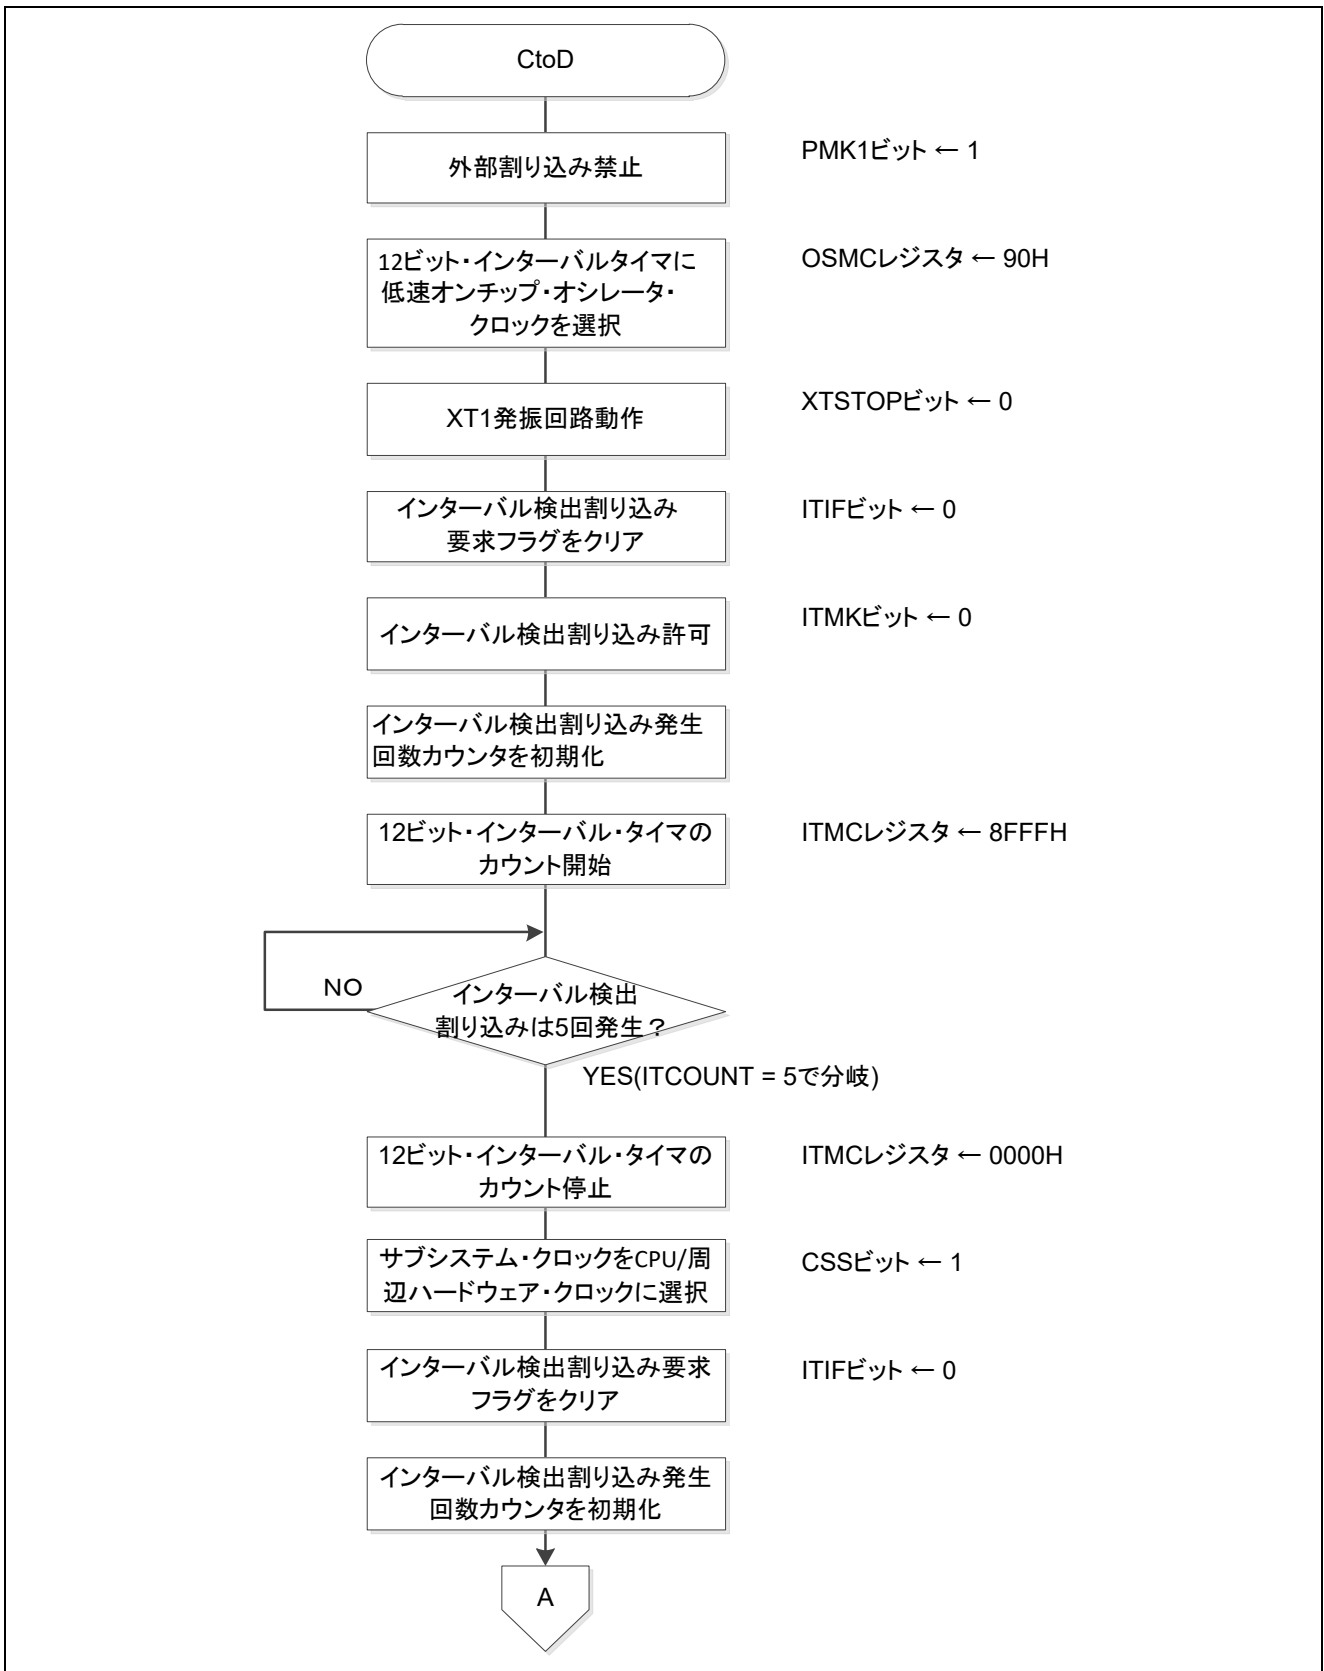 CtoD
外部割り込み禁止
PMK1ビット ← 1
12ビット・インターバルタイマに
低速オンチップ・オシレータ・
クロックを選択
OSMCレジスタ ← 90H
XT1発振回路動作
XTSTOPビット ← 0
インターバル検出割り込み
要求フラグをクリア
ITIFビット ← 0
インターバル検出割り込み許可
ITMKビット ← 0
インターバル検出割り込み発生
回数カウンタを初期化
12ビット・インターバル・タイマの
カウント開始
ITMCレジスタ ← 8FFFH
NO
インターバル検出
割り込みは5回発生？
YES(ITCOUNT = 5で分岐)
12ビット・インターバル・タイマの
カウント停止
ITMCレジスタ ← 0000H
サブシステム・クロックをCPU/周
辺ハードウェア・クロックに選択
CSSビット ← 1
インターバル検出割り込み要求
フラグをクリア
ITIFビット ← 0
インターバル検出割り込み発生
回数カウンタを初期化
A